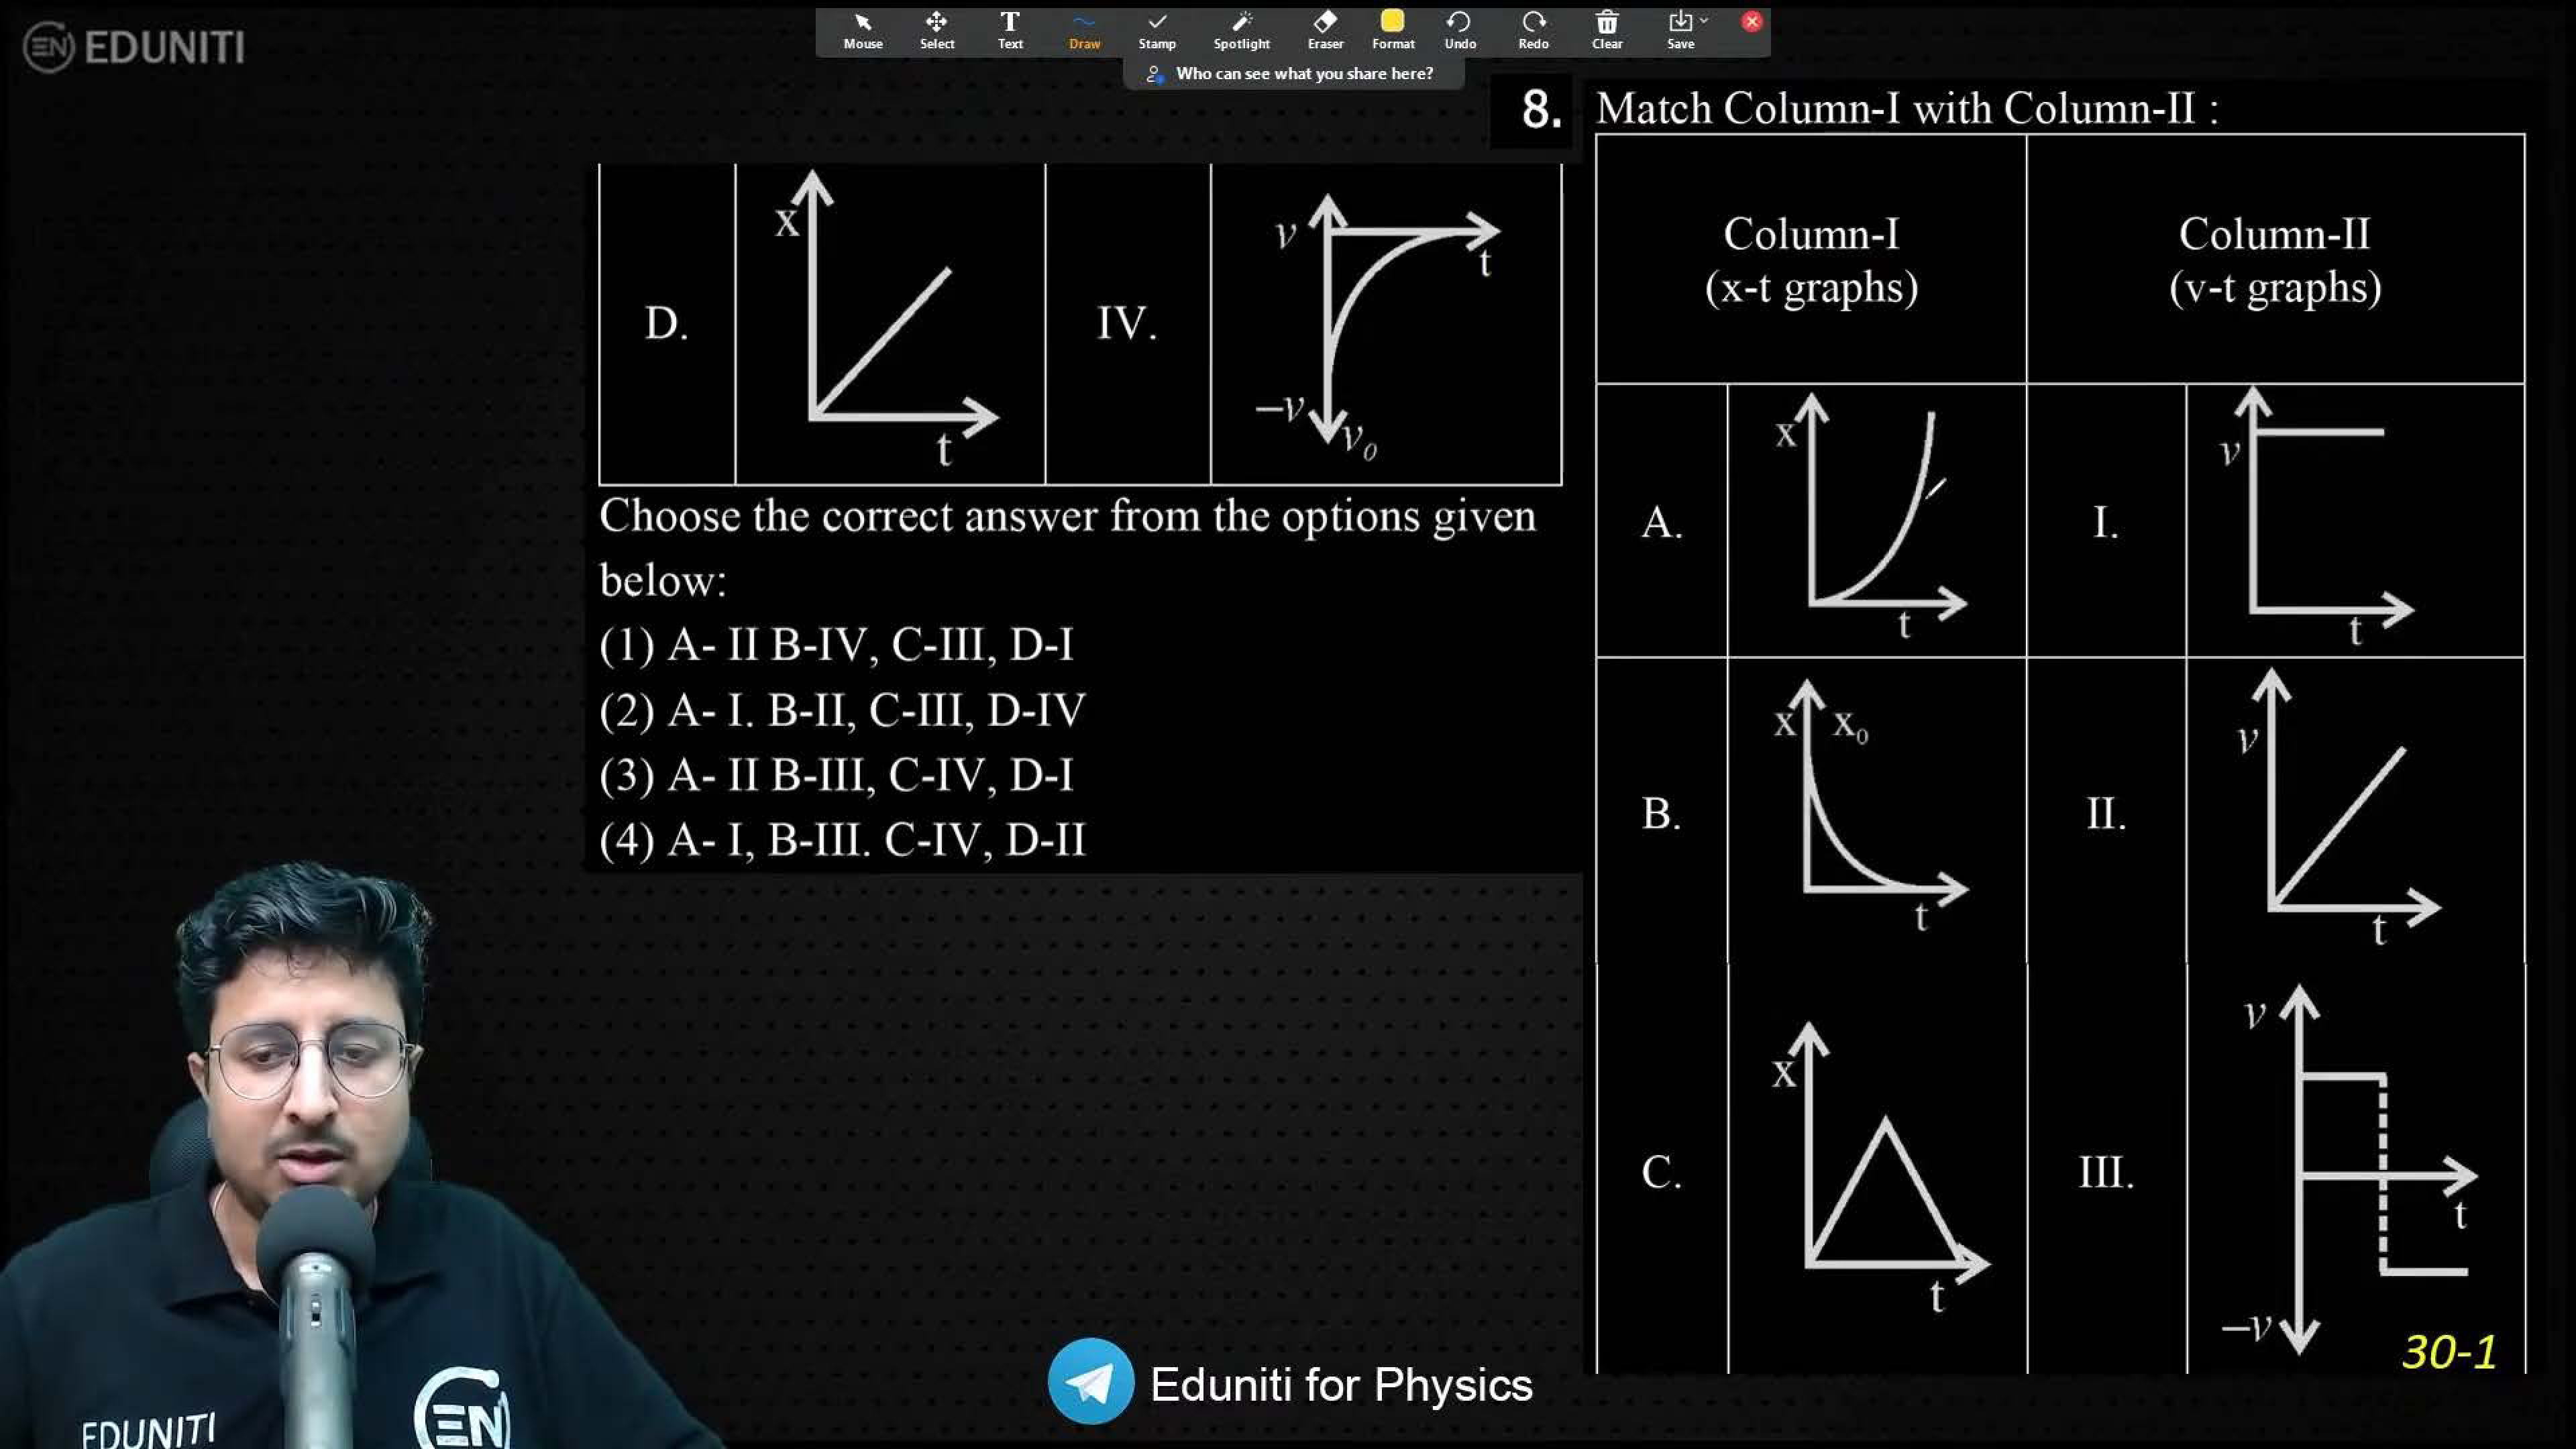 EN EDUNITI
Mouse Select Text Draw Stamp Spotlight Eraser Format Undo Redo Clear Save
Who can see what you share here?
8. Match Column-I with Column-II :
Column-I
(x-t graphs)
Column-II
(v-t graphs)
A.
x
t
I.
v
t
B.
x x₀
t
II.
v
t
C.
x
t
III.
v
t
–v
30-1
D.
x
t
IV.
v
t
–v
v₀
Choose the correct answer from the options given
below:
(1) A- II B-IV, C-III, D-I
(2) A- I. B-II, C-III, D-IV
(3) A- II B-III, C-IV, D-I
(4) A- I, B-III. C-IV, D-II
EDUNITI
EN
Eduniti for Physics